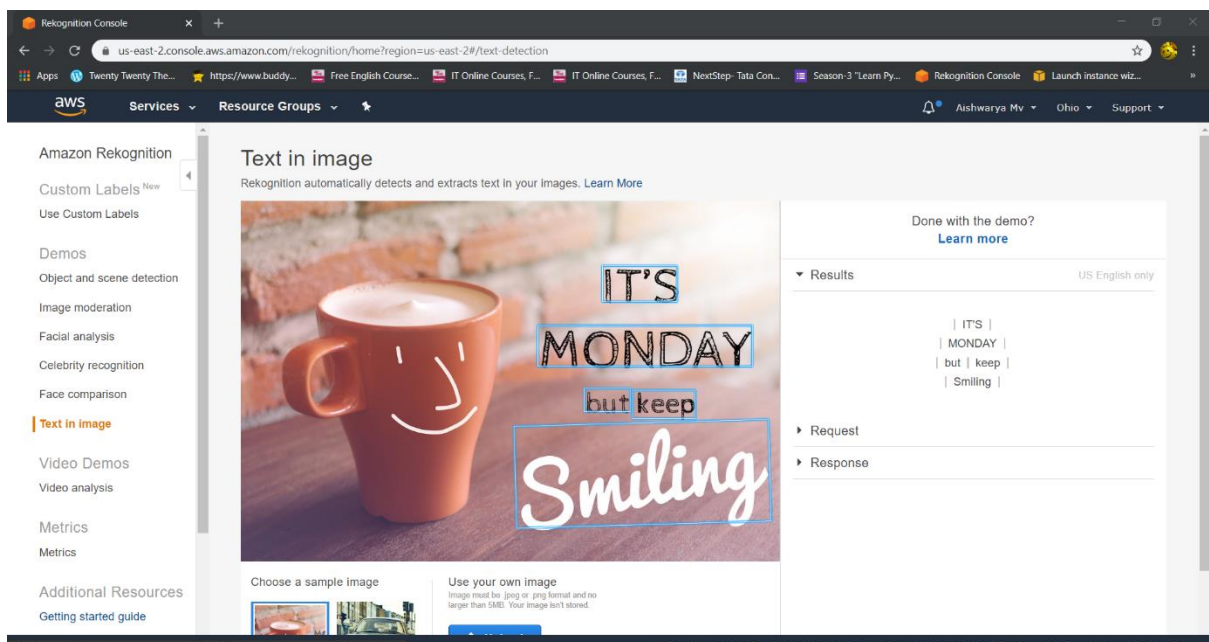 Rekognition Console
us-east-2.console.aws.amazon.com/rekognition/home?region=us-east-2#/text-detection
Apps Twenty Twenty The... https://www.buddy... Free English Course... IT Online Courses, F... IT Online Courses, F... NextStep- Tata Con... Season-3 "Learn Py... Rekognition Console Launch instance wiz... »
aws Services Resource Groups Aishwarya Mv Ohio Support
Amazon Rekognition
Custom Labels New
Use Custom Labels
Demos
Object and scene detection
Image moderation
Facial analysis
Celebrity recognition
Face comparison
Text in image
Video Demos
Video analysis
Metrics
Metrics
Additional Resources
Getting started guide
Text in image
Rekognition automatically detects and extracts text in your images. Learn More
IT'S
MONDAY
but keep
Smiling
Choose a sample image
Use your own image
Image must be .jpeg or .png format and no
larger than 5MB. Your image isn't stored.
Done with the demo?
Learn more
Results US English only
| IT'S |
| MONDAY |
| but | keep |
| Smiling |
Request
Response